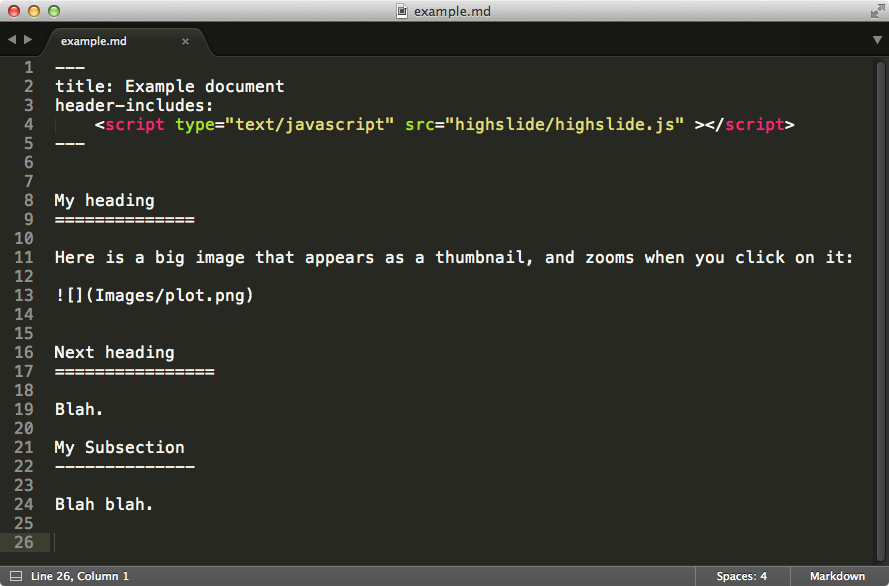 example.md
example.md ×
1 ---
2 title: Example document
3 header-includes:
4     <script type="text/javascript" src="highslide/highslide.js" ></script>
5 ---
6
7
8 My heading
9 ==============
10
11 Here is a big image that appears as a thumbnail, and zooms when you click on it:
12
13 ![](Images/plot.png)
14
15
16 Next heading
17 ================
18
19 Blah.
20
21 My Subsection
22 --------------
23
24 Blah blah.
25
26
Line 26, Column 1 Spaces: 4 Markdown